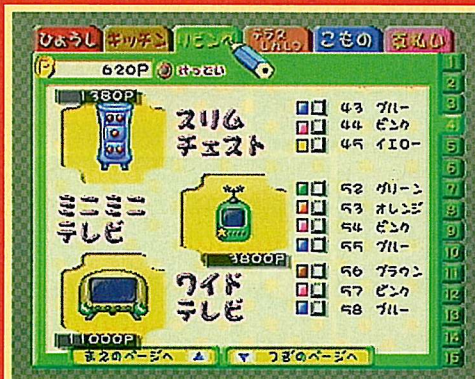 ひょうし キッチン リビング こもの 支払い
P 620P けってい
1380P
スリム
チェスト
43 ブルー
44 ピンク
45 イエロー
ミニミニ
テレビ
3800P
52 グリーン
53 オレンジ
54 ピンク
55 ブルー
ワイド
テレビ
11000P
56 ブラウン
57 ピンク
58 ブルー
まえのページへ ▲ ▼ つぎのページへ
1
2
3
4
5
6
7
8
9
10
11
12
13
14
15